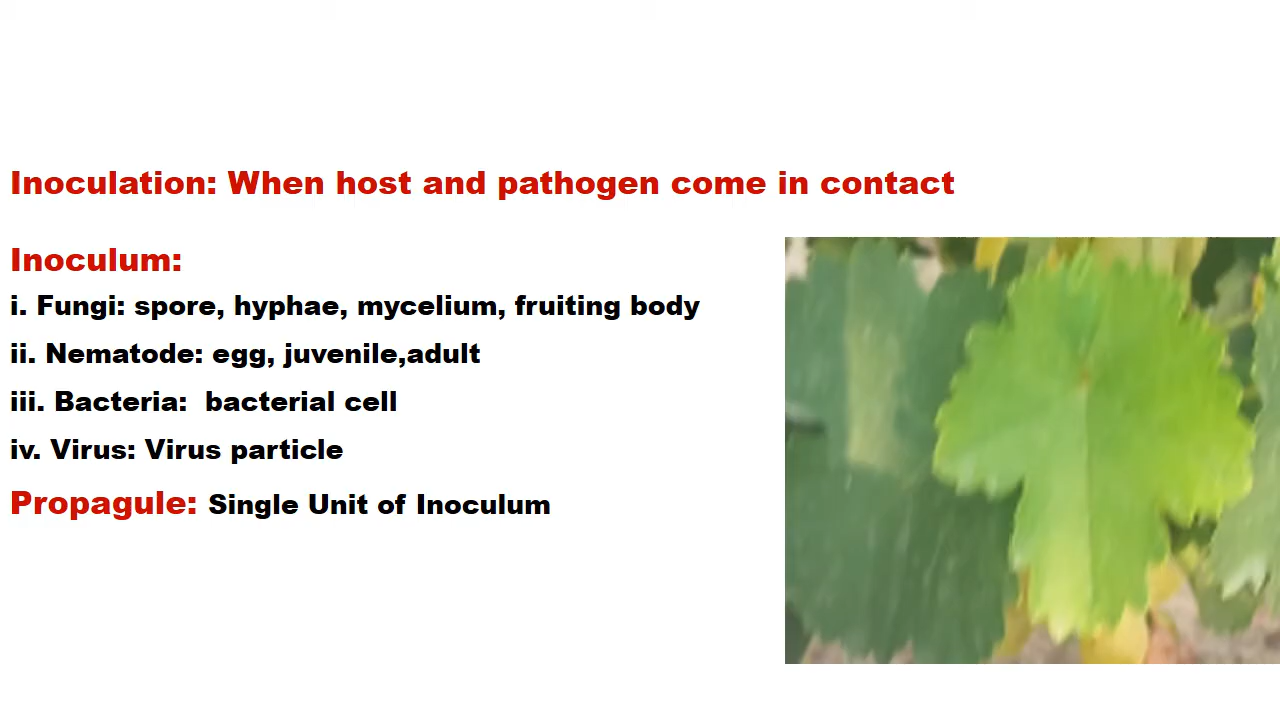 Inoculation: When host and pathogen come in contact
Inoculum:
i. Fungi: spore, hyphae, mycelium, fruiting body
ii. Nematode: egg, juvenile,adult
iii. Bacteria:  bacterial cell
iv. Virus: Virus particle
Propagule: Single Unit of Inoculum